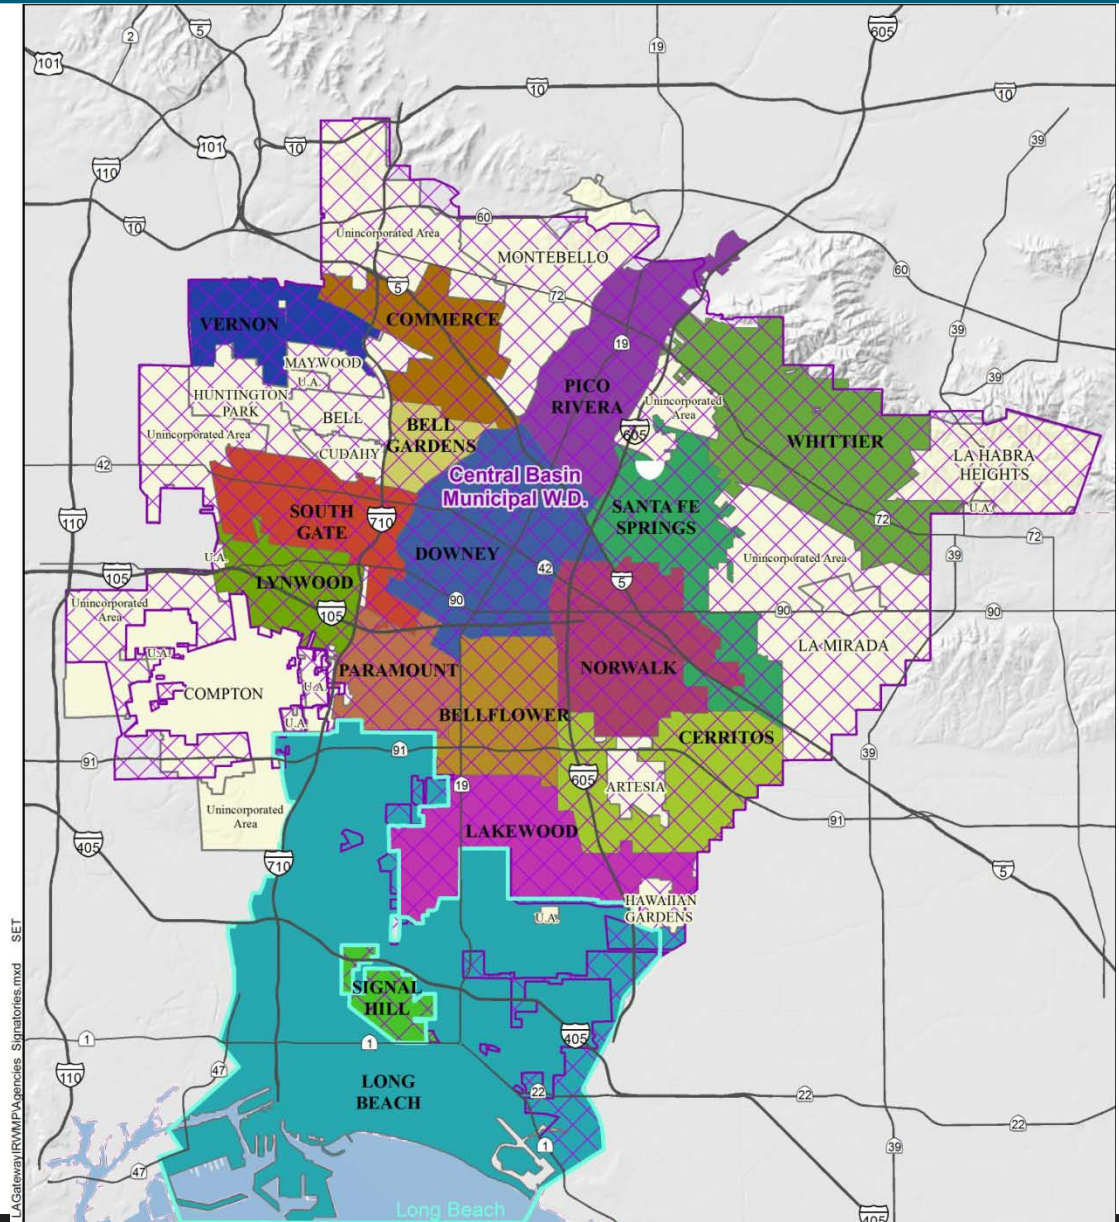 605
5
2
19
101
10
10
39
101
10
110
60
10
Unincorporated Area
MONTEBELLO
60
5
72
VERNON
COMMERCE
39
19
MAYWOOD
U.A.
39
PICO
RIVERA
HUNTINGTON
PARK
Unincorporated
Area
BELL
BELL
GARDENS
605
Unincorporated Area
WHITTIER
CUDAHY
LA HABRA
HEIGHTS
42
Central Basin
Municipal W.D.
SANTA FE
SPRINGS
U.A.
SOUTH
GATE
110
710
72
72
DOWNEY
U.A.
Unincorporated Area
39
42
105
LYNWOOD
5
90
Unincorporated
Area
105
90
90
LA MIRADA
U.A.
PARAMOUNT
NORWALK
COMPTON
U.A.
BELLFLOWER
U.A.
CERRITOS
91
91
39
605
19
ARTESIA
Unincorporated
Area
91
LAKEWOOD
405
710
5
HAWAIIAN
GARDENS
U.A.
SIGNAL
HILL
405
1
1
47
110
LONG
BEACH
22
22
22
1
39
47
Long Beach
405
LAGatewayIRWMP\Agencies_Signatories.mxd SET